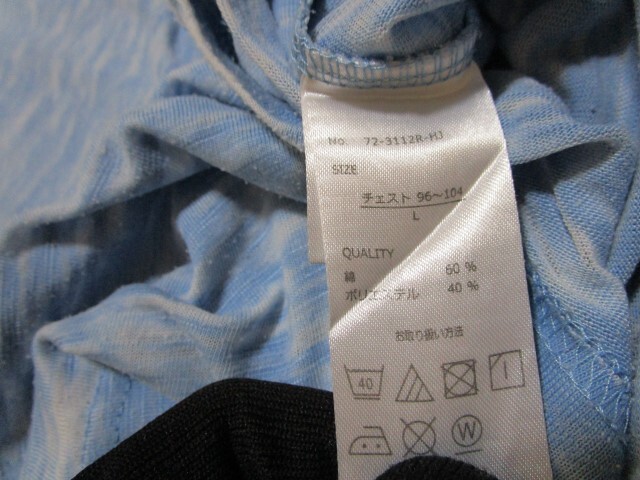 No. 72-3112R-HJ
SIZE
チェスト 96～104
L
QUALITY
綿 60 %
ポリエステル 40 %
お取り扱い方法
40
W